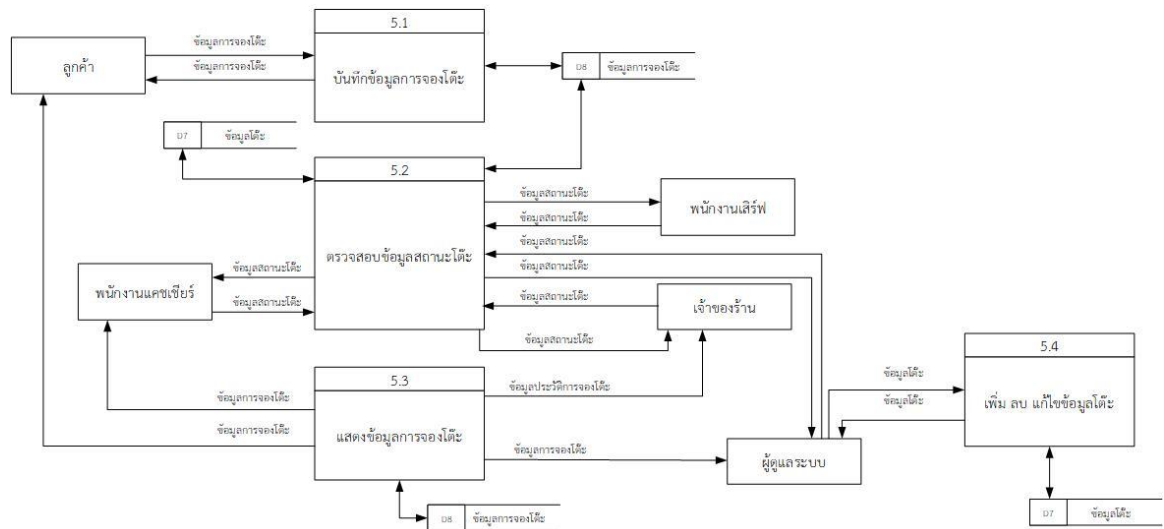 5.1
ลูกค้า
ข้อมูลการจองโต๊ะ
ข้อมูลการจองโต๊ะ
บันทึกข้อมูลการจองโต๊ะ
D8 ข้อมูลการจองโต๊ะ
D7 ข้อมูลโต๊ะ
5.2
ตรวจสอบข้อมูลสถานะโต๊ะ
ข้อมูลสถานะโต๊ะ
พนักงานเสิร์ฟ
ข้อมูลสถานะโต๊ะ
ข้อมูลสถานะโต๊ะ
ข้อมูลสถานะโต๊ะ
ข้อมูลสถานะโต๊ะ
พนักงานแคชเชียร์
ข้อมูลสถานะโต๊ะ
ข้อมูลสถานะโต๊ะ
เจ้าของร้าน
ข้อมูลสถานะโต๊ะ
5.3
แสดงข้อมูลการจองโต๊ะ
ข้อมูลประวัติการจองโต๊ะ
ข้อมูลการจองโต๊ะ
ข้อมูลการจองโต๊ะ
ข้อมูลการจองโต๊ะ
ผู้ดูแลระบบ
5.4
เพิ่ม ลบ แก้ไขข้อมูลโต๊ะ
ข้อมูลโต๊ะ
ข้อมูลโต๊ะ
D8 ข้อมูลการจองโต๊ะ
D7 ข้อมูลโต๊ะ